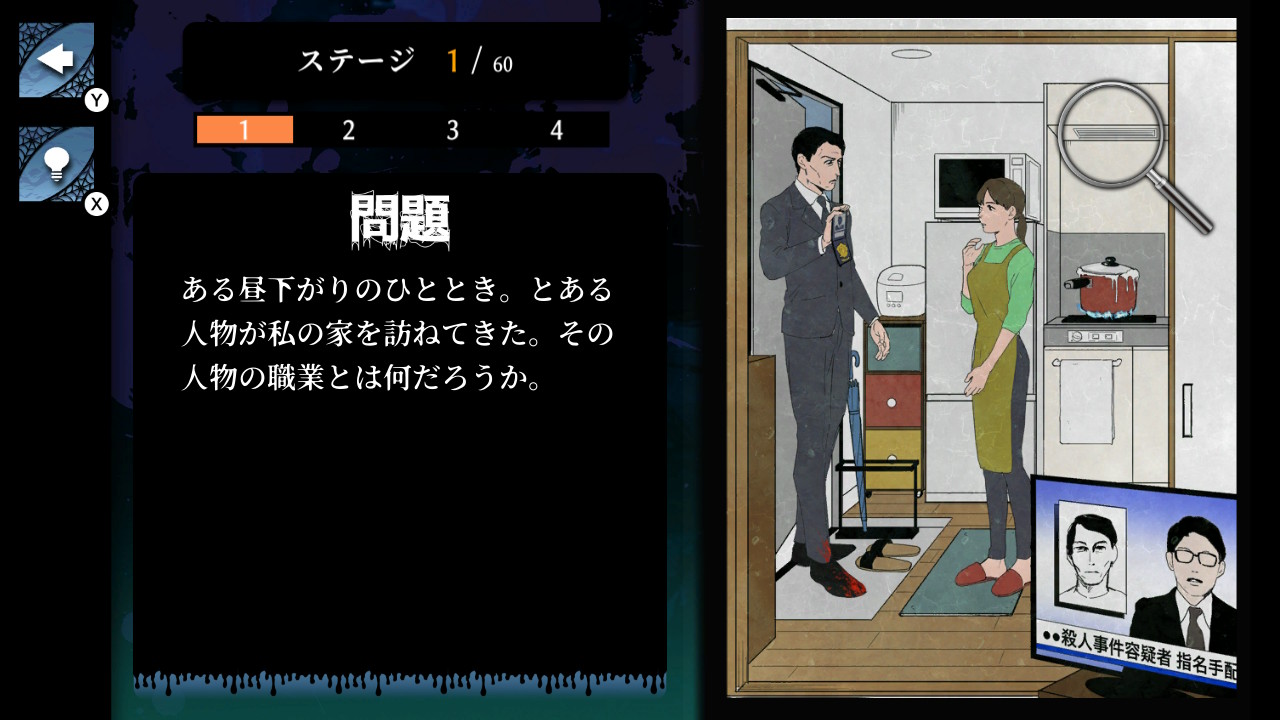 ステージ 1 / 60
1 2 3 4
問題
ある昼下がりのひととき。とある
人物が私の家を訪ねてきた。その
人物の職業とは何だろうか。
Y
X
●●殺人事件容疑者 指名手配